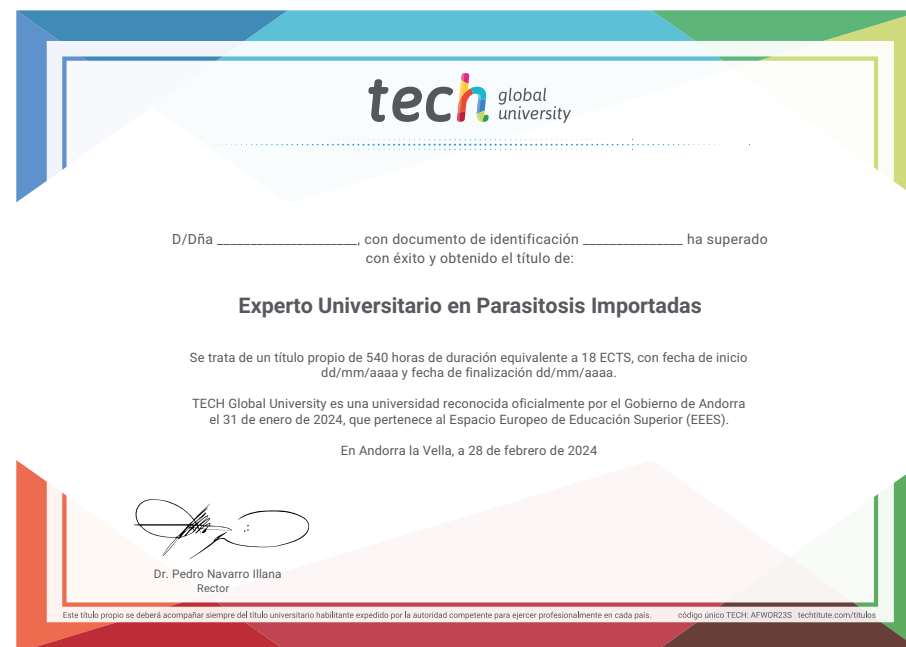 tech global university
D/Dña _____________________, con documento de identificación _______________ ha superado
con éxito y obtenido el título de:
Experto Universitario en Parasitosis Importadas
Se trata de un título propio de 540 horas de duración equivalente a 18 ECTS, con fecha de inicio
dd/mm/aaaa y fecha de finalización dd/mm/aaaa.
TECH Global University es una universidad reconocida oficialmente por el Gobierno de Andorra
el 31 de enero de 2024, que pertenece al Espacio Europeo de Educación Superior (EEES).
En Andorra la Vella, a 28 de febrero de 2024
Dr. Pedro Navarro Illana
Rector
Este título propio se deberá acompañar siempre del título universitario habilitante expedido por la autoridad competente para ejercer profesionalmente en cada país. código único TECH: AFWOR23S techtitute.com/titulos